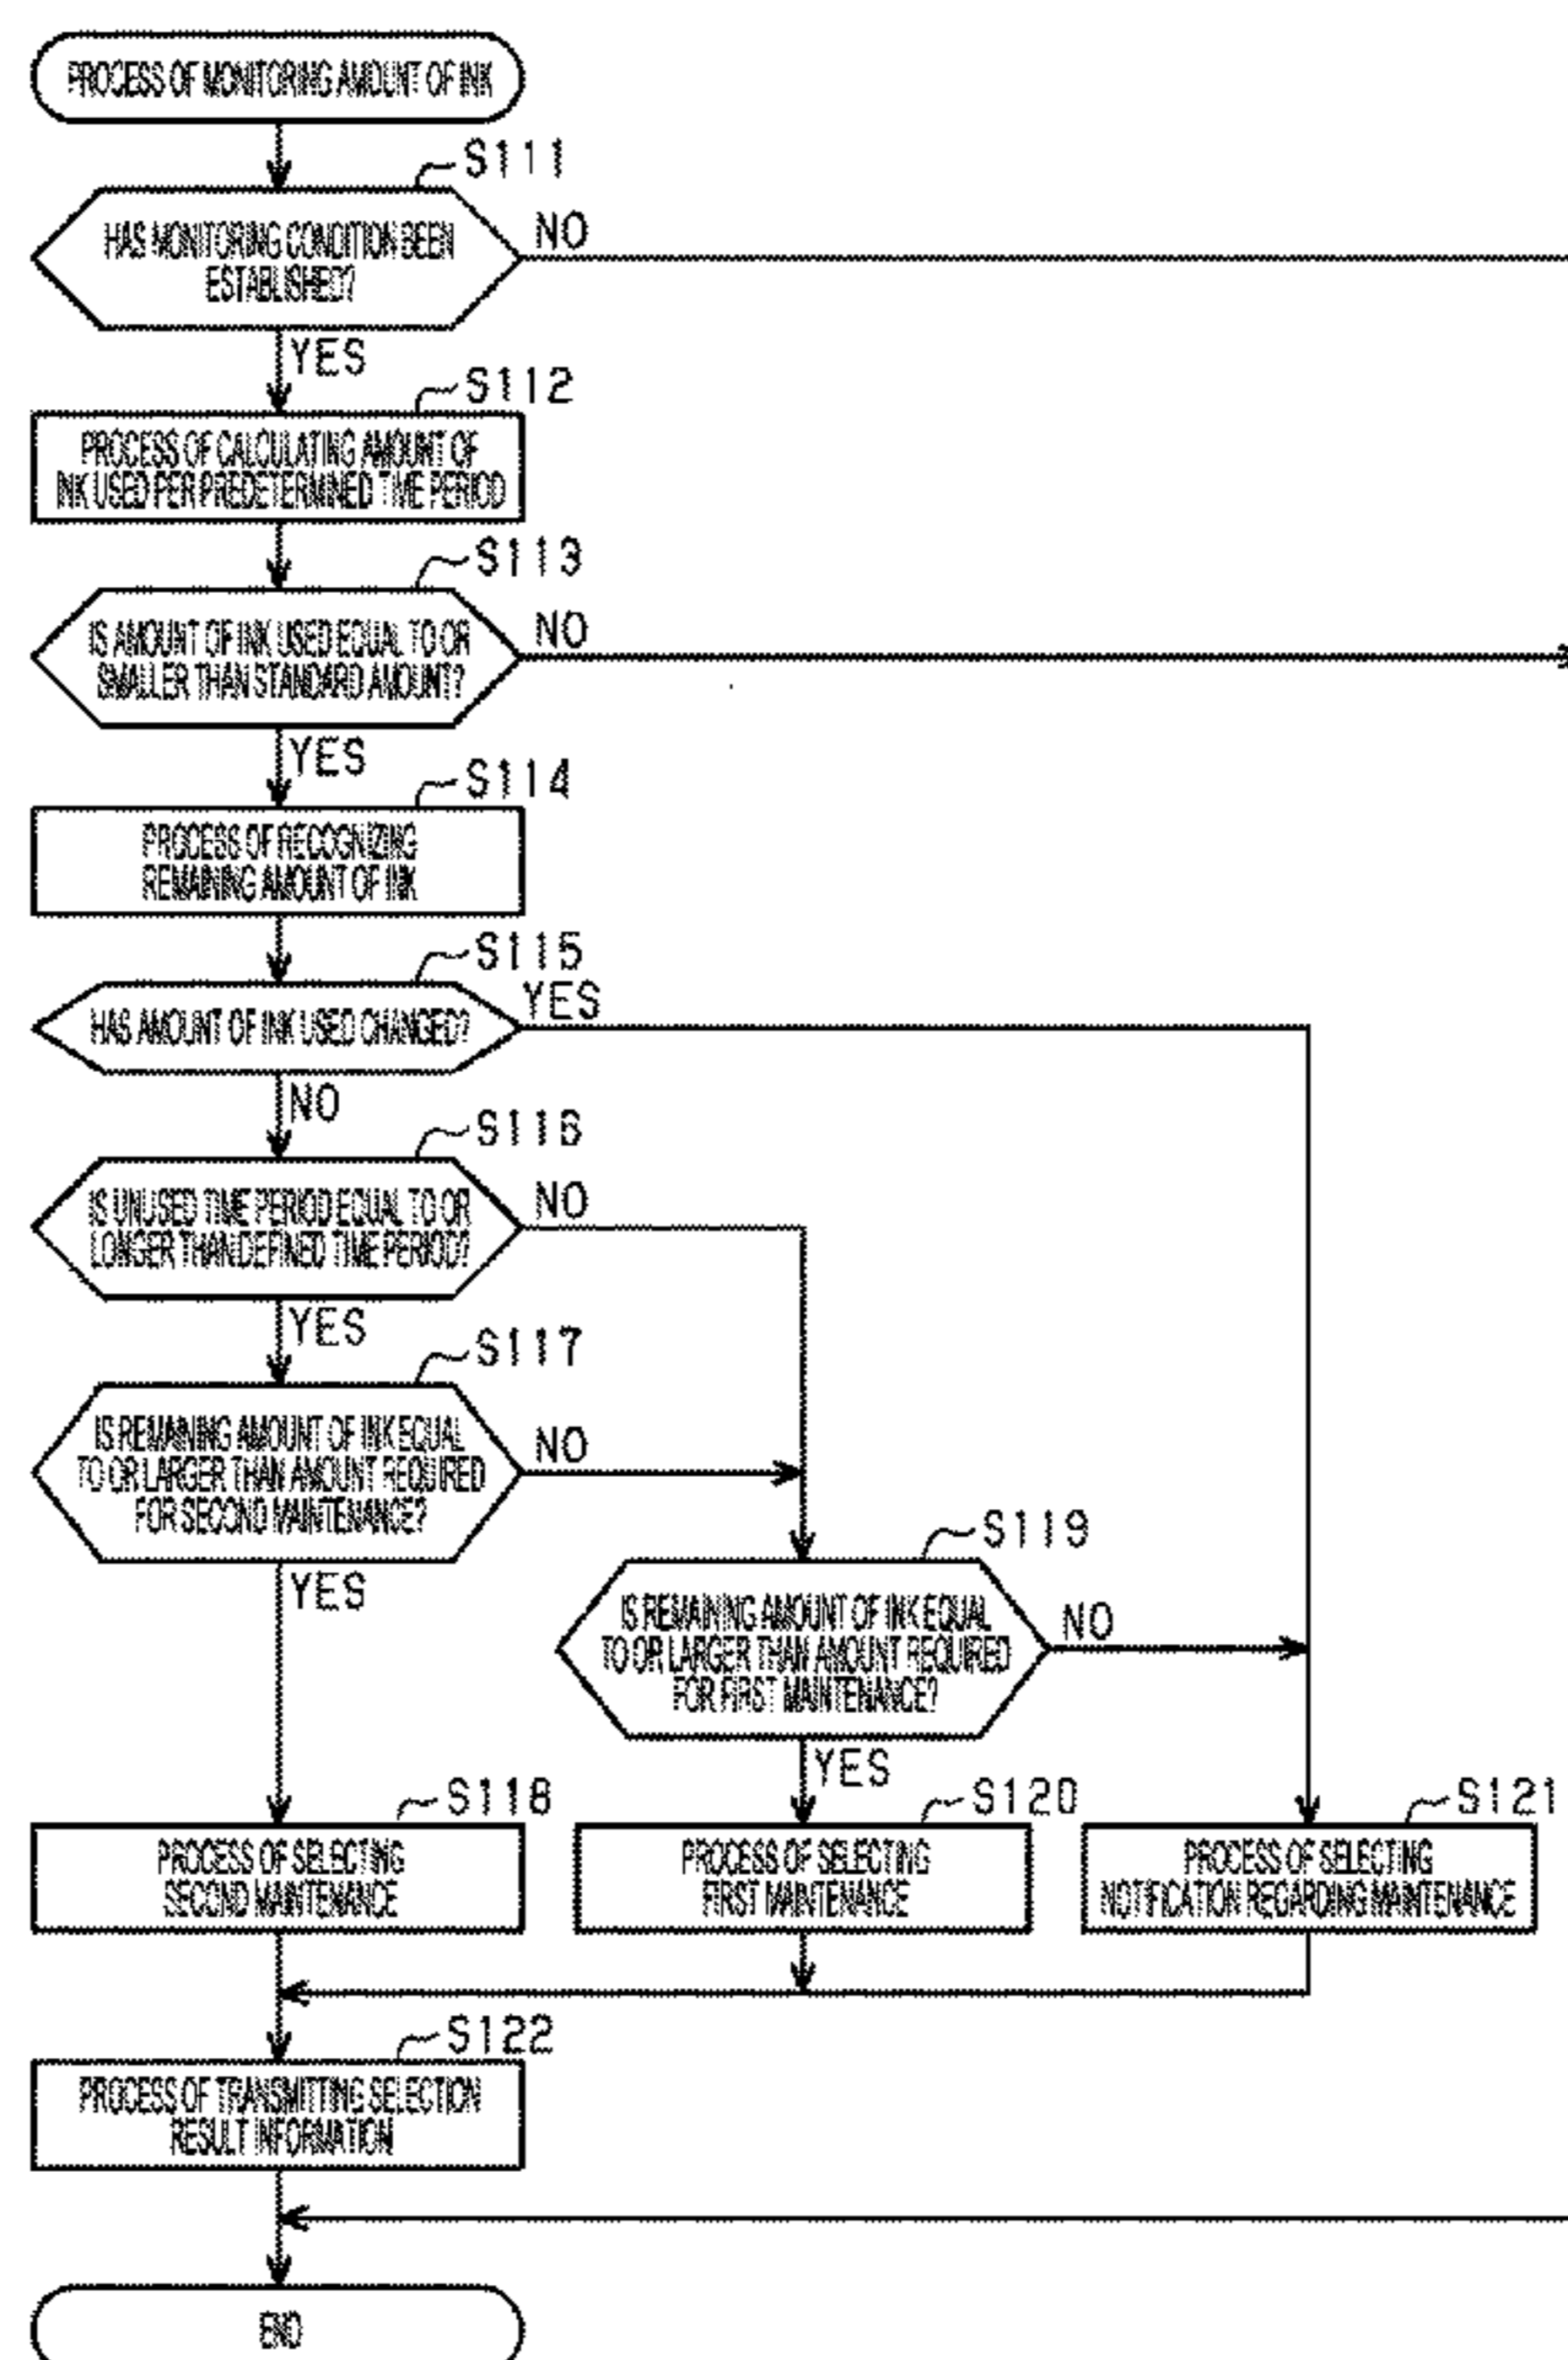 PROCESS OF MONITORING AMOUNT OF INK
S111
HAS MONITORING CONDITION BEEN
ESTABLISHED?
NO
YES
S112
PROCESS OF CALCULATING AMOUNT OF
INK USED PER PREDETERMINED TIME PERIOD
S113
IS AMOUNT OF INK USED EQUAL TO OR
SMALLER THAN STANDARD AMOUNT?
NO
YES
S114
PROCESS OF RECOGNIZING
REMAINING AMOUNT OF INK
S115
HAS AMOUNT OF INK USED CHANGED?
YES
NO
S116
IS UNUSED TIME PERIOD EQUAL TO OR
LONGER THAN DEFINED TIME PERIOD?
NO
YES
S117
IS REMAINING AMOUNT OF INK EQUAL
TO OR LARGER THAN AMOUNT REQUIRED
FOR SECOND MAINTENANCE?
NO
YES
S119
IS REMAINING AMOUNT OF INK EQUAL
TO OR LARGER THAN AMOUNT REQUIRED
FOR FIRST MAINTENANCE?
NO
YES
S118
PROCESS OF SELECTING
SECOND MAINTENANCE
S120
PROCESS OF SELECTING
FIRST MAINTENANCE
S121
PROCESS OF SELECTING
NOTIFICATION REGARDING MAINTENANCE
S122
PROCESS OF TRANSMITTING SELECTION
RESULT INFORMATION
END